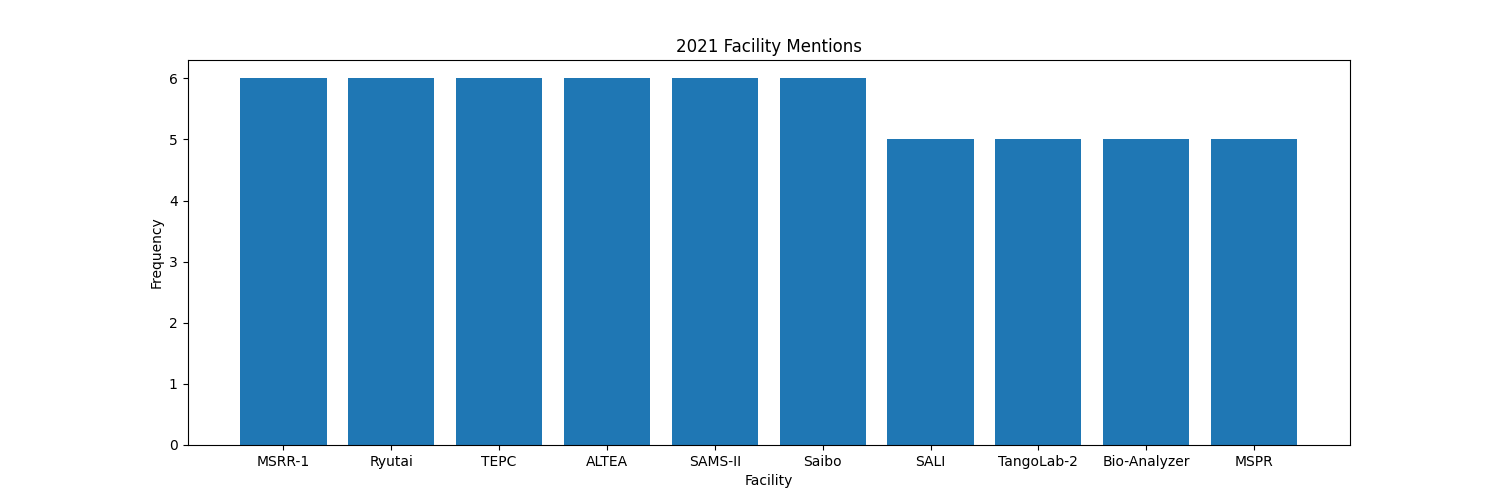 2021 Facility Mentions
6
5
4
3
2
1
0
Frequency
MSRR-1 Ryutai TEPC ALTEA SAMS-II Saibo SALI TangoLab-2 Bio-Analyzer MSPR
Facility